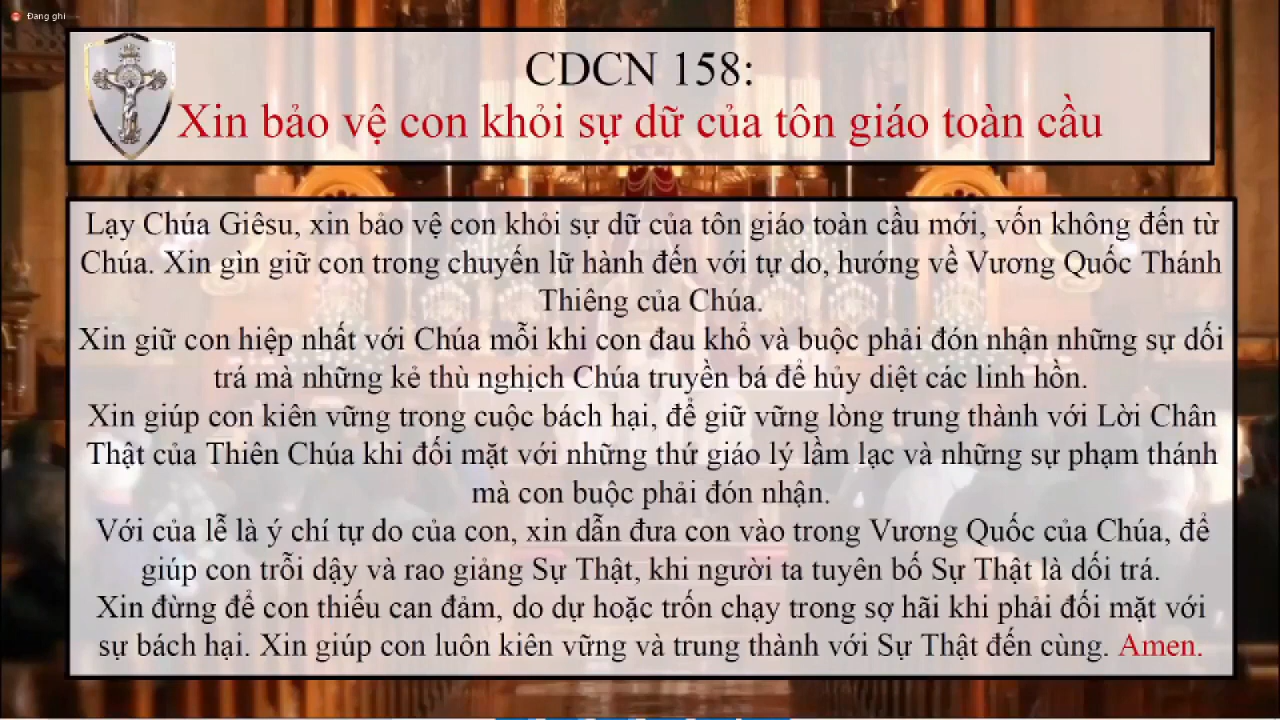 Đang ghi
CDCN 158:
Xin bảo vệ con khỏi sự dữ của tôn giáo toàn cầu
Lạy Chúa Giêsu, xin bảo vệ con khỏi sự dữ của tôn giáo toàn cầu mới, vốn không đến từ
Chúa. Xin gìn giữ con trong chuyến lữ hành đến với tự do, hướng về Vương Quốc Thánh
Thiêng của Chúa.
Xin giữ con hiệp nhất với Chúa mỗi khi con đau khổ và buộc phải đón nhận những sự dối
trá mà những kẻ thù nghịch Chúa truyền bá để hủy diệt các linh hồn.
Xin giúp con kiên vững trong cuộc bách hại, để giữ vững lòng trung thành với Lời Chân
Thật của Thiên Chúa khi đối mặt với những thứ giáo lý lầm lạc và những sự phạm thánh
mà con buộc phải đón nhận.
Với của lễ là ý chí tự do của con, xin dẫn đưa con vào trong Vương Quốc của Chúa, để
giúp con trỗi dậy và rao giảng Sự Thật, khi người ta tuyên bố Sự Thật là dối trá.
Xin đừng để con thiếu can đảm, do dự hoặc trốn chạy trong sợ hãi khi phải đối mặt với
sự bách hại. Xin giúp con luôn kiên vững và trung thành với Sự Thật đến cùng. Amen.